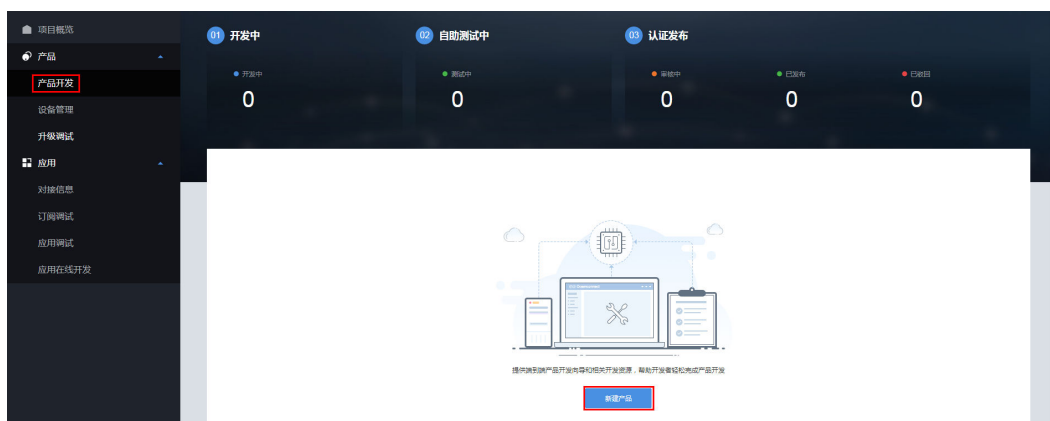 项目概览
产品
产品开发
设备管理
升级调试
应用
对接信息
订阅调试
应用调试
应用在线开发
01 开发中
02 自助测试中
03 认证发布
开发中
测试中
审核中
已发布
已收回
0
0
0
0
0
提供端到端产品开发向导和相关开发资源，帮助开发者轻松完成产品开发
新建产品